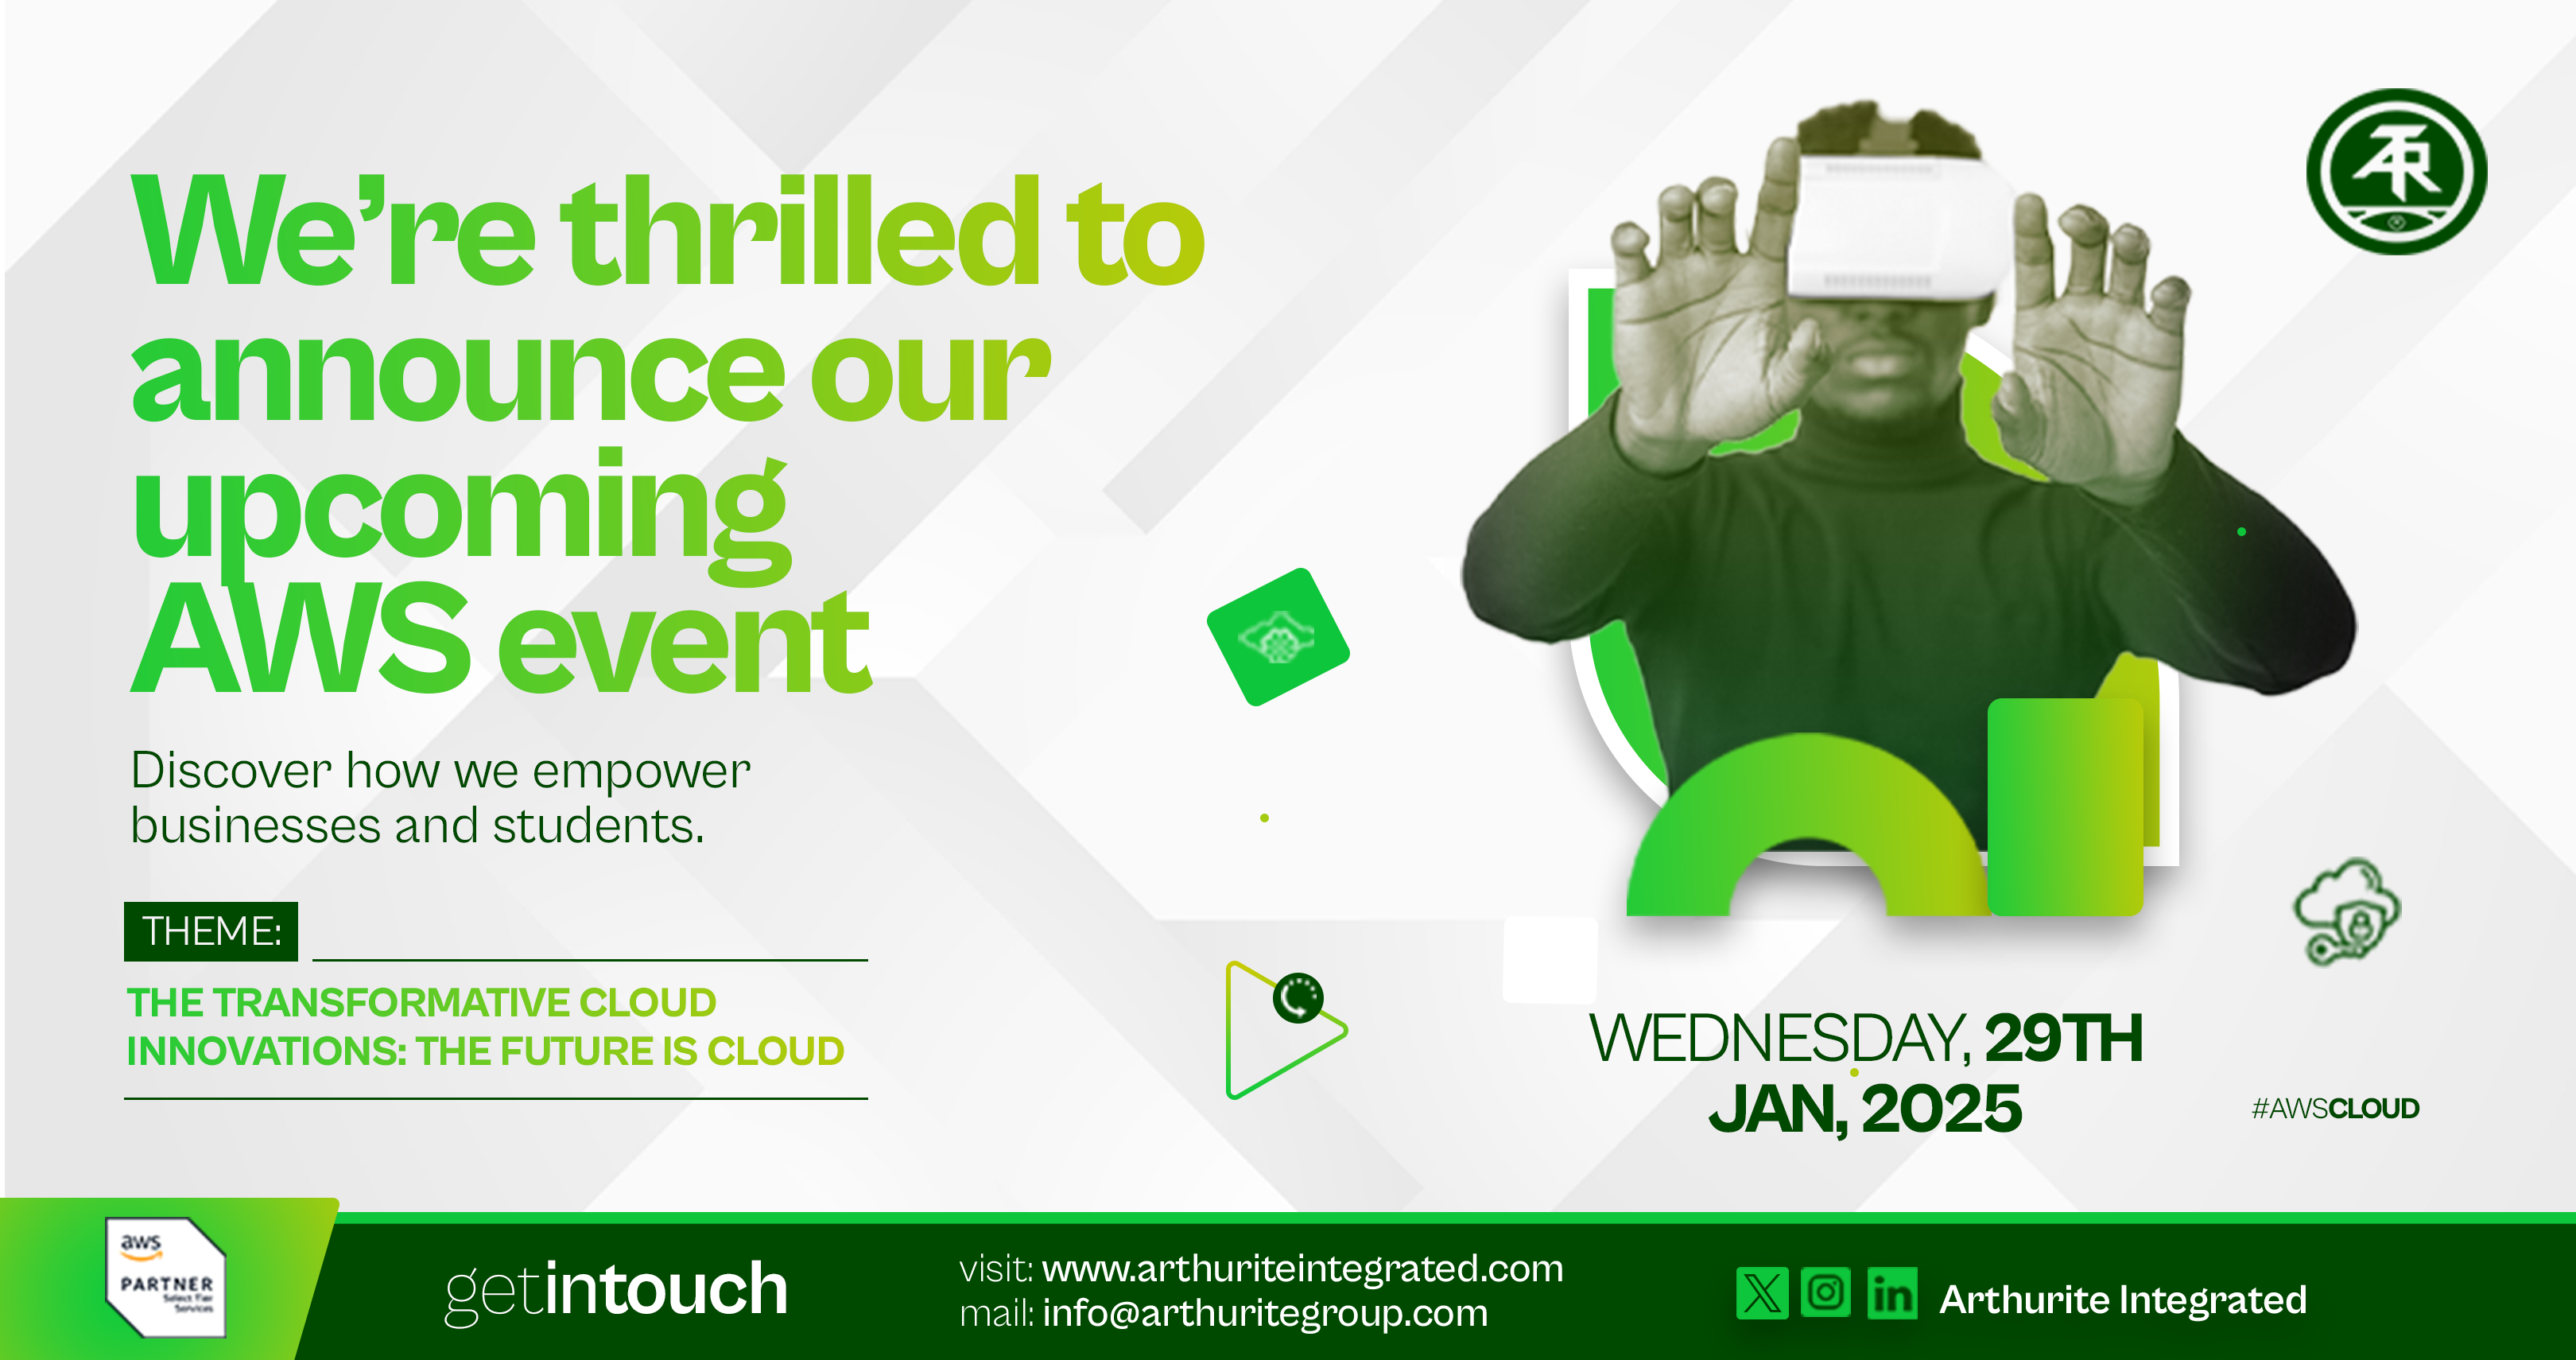 We’re thrilled to
announce our
upcoming
AWS event
Discover how we empower
businesses and students.
THEME:
THE TRANSFORMATIVE CLOUD
INNOVATIONS: THE FUTURE IS CLOUD
WEDNESDAY, 29TH
JAN, 2025
#AWSCLOUD
aws
PARTNER
Select Tier
Services
getintouch
visit: www.arthuriteintegrated.com
mail: info@arthuritegroup.com
Arthurite Integrated